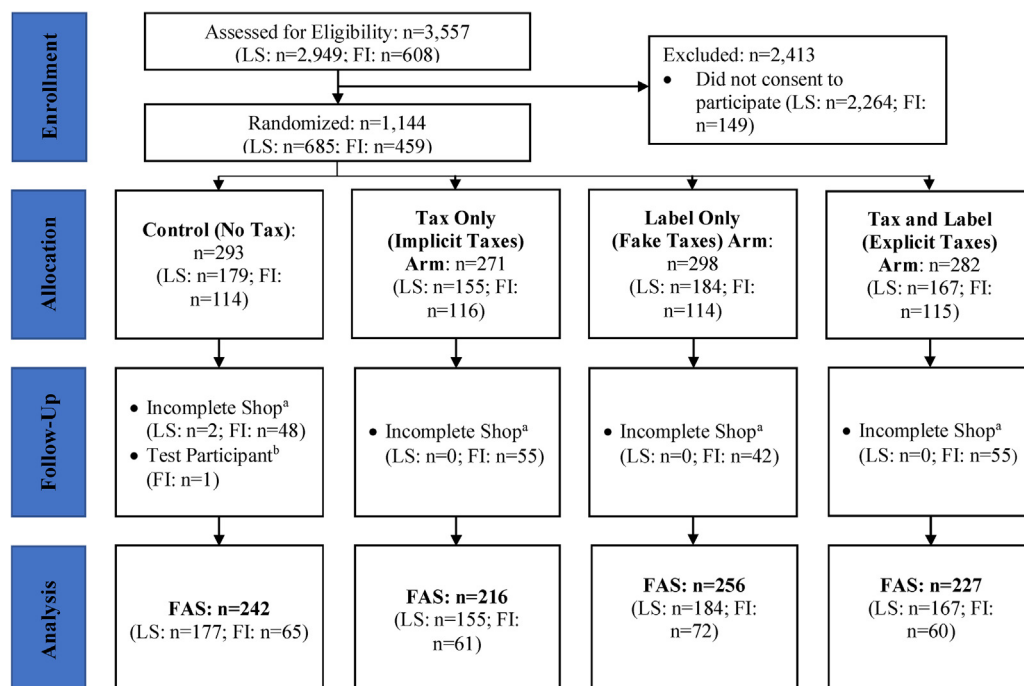 Enrollment
Assessed for Eligibility: n=3,557
(LS: n=2,949; FI: n=608)
Excluded: n=2,413
• Did not consent to
participate (LS: n=2,264; FI:
n=149)
Randomized: n=1,144
(LS: n=685; FI: n=459)
Allocation
Control (No Tax):
n=293
(LS: n=179; FI:
n=114)
Tax Only
(Implicit Taxes)
Arm: n=271
(LS: n=155; FI:
n=116)
Label Only
(Fake Taxes) Arm:
n=298
(LS: n=184; FI:
n=114)
Tax and Label
(Explicit Taxes)
Arm: n=282
(LS: n=167; FI:
n=115)
Follow-Up
• Incomplete Shopᵃ
(LS: n=2; FI: n=48)
• Test Participantᵇ
(FI: n=1)
• Incomplete Shopᵃ
(LS: n=0; FI: n=55)
• Incomplete Shopᵃ
(LS: n=0; FI: n=42)
• Incomplete Shopᵃ
(LS: n=0; FI: n=55)
Analysis
FAS: n=242
(LS: n=177; FI: n=65)
FAS: n=216
(LS: n=155; FI:
n=61)
FAS: n=256
(LS: n=184; FI:
n=72)
FAS: n=227
(LS: n=167; FI:
n=60)